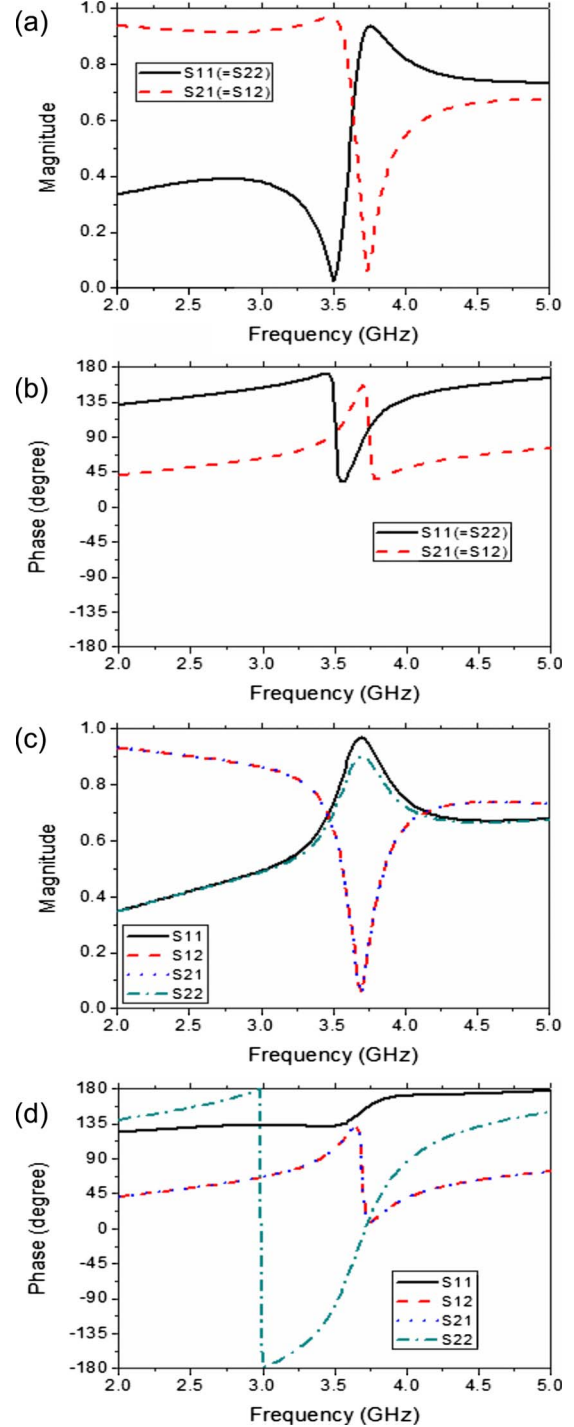 (a)
1.0
0.8
0.6
0.4
0.2
0.0
Magnitude
S11(=S22)
S21(=S12)
2.0 2.5 3.0 3.5 4.0 4.5 5.0
Frequency (GHz)
(b)
180
135
90
45
0
-45
-90
-135
-180
Phase (degree)
S11(=S22)
S21(=S12)
2.0 2.5 3.0 3.5 4.0 4.5 5.0
Frequency (GHz)
(c)
1.0
0.8
0.6
0.4
0.2
0.0
Magnitude
S11
S12
S21
S22
2.0 2.5 3.0 3.5 4.0 4.5 5.0
Frequency (GHz)
(d)
180
135
90
45
0
-45
-90
-135
-180
Phase (degree)
S11
S12
S21
S22
2.0 2.5 3.0 3.5 4.0 4.5 5.0
Frequency (GHz)